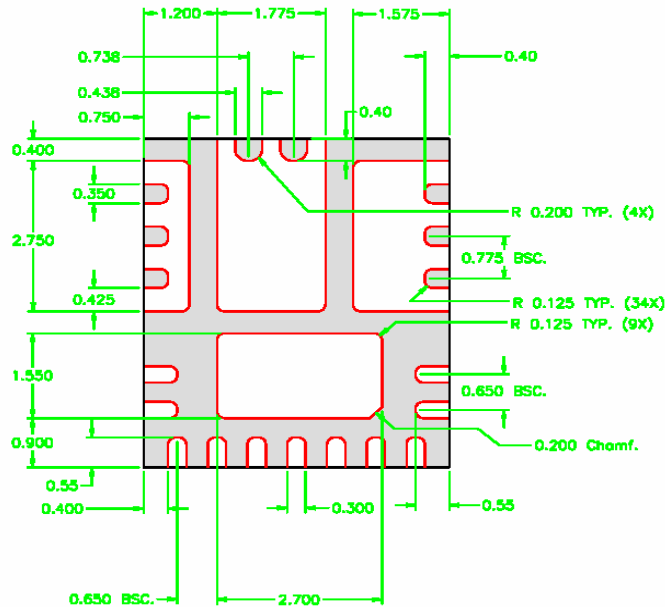 1.200
1.775
1.575
0.738
0.40
0.438
0.40
0.750
0.400
0.350
R 0.200 TYP. (4X)
2.750
0.775 BSC.
0.425
R 0.125 TYP. (34X)
R 0.125 TYP. (9X)
1.550
0.650 BSC.
0.900
0.200 Chamf.
0.55
0.400
0.300
0.55
0.650 BSC.
2.700